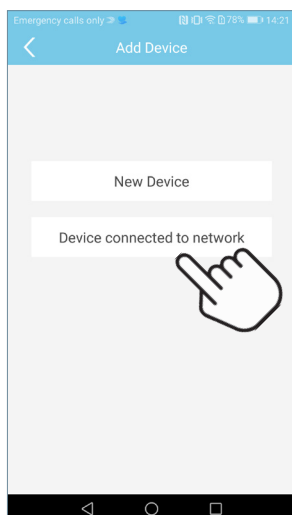 Emergency calls only 78% 14:21
Add Device
New Device
Device connected to network